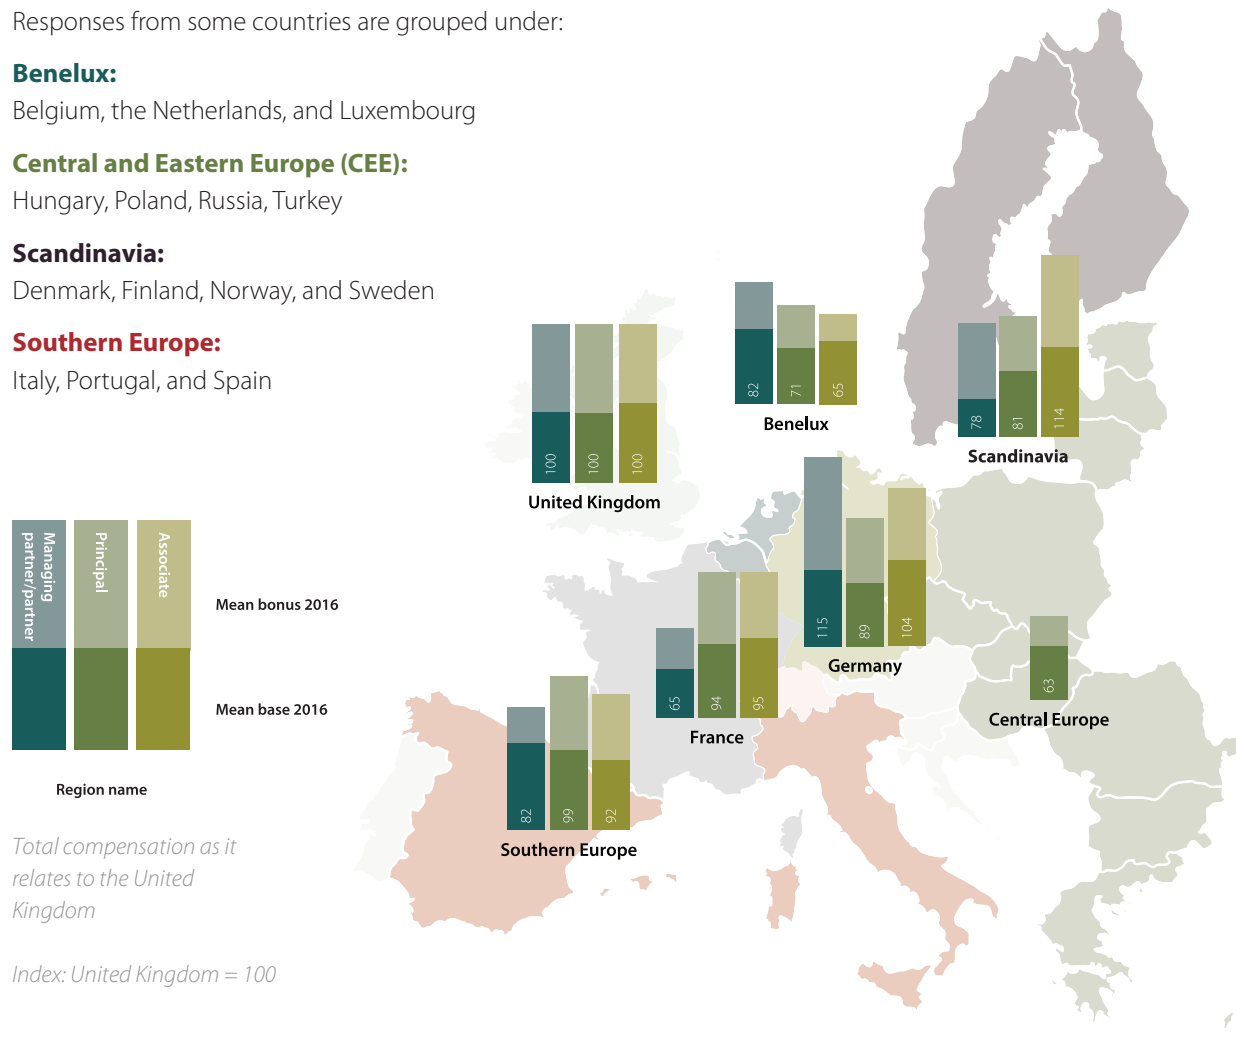 Responses from some countries are grouped under:
Benelux:
Belgium, the Netherlands, and Luxembourg
Central and Eastern Europe (CEE):
Hungary, Poland, Russia, Turkey
Scandinavia:
Denmark, Finland, Norway, and Sweden
Southern Europe:
Italy, Portugal, and Spain
Managing
partner/partner
Principal
Associate
Mean bonus 2016
Mean base 2016
Region name
Total compensation as it
relates to the United
Kingdom
Index: United Kingdom = 100
100
100
100
United Kingdom
82
71
65
Benelux
78
81
114
Scandinavia
115
89
104
Germany
65
94
95
France
63
Central Europe
82
99
92
Southern Europe